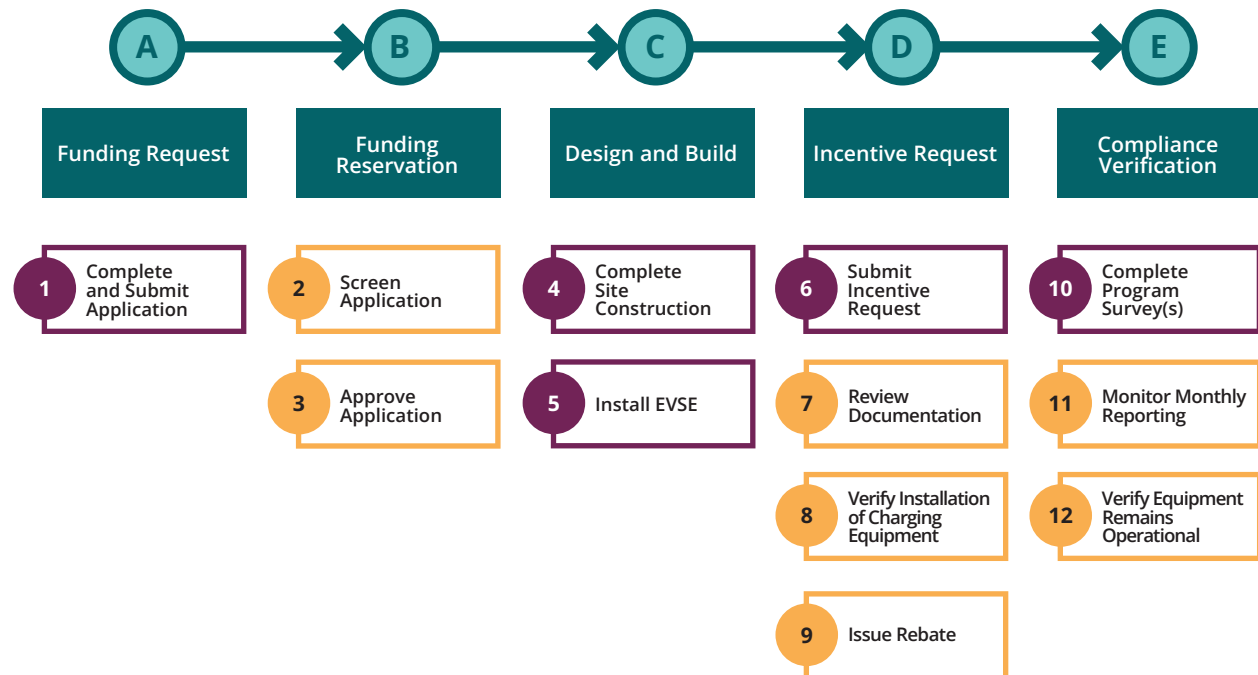 A
B
C
D
E
Funding Request
Funding
Reservation
Design and Build
Incentive Request
Compliance
Verification
1
Complete
and Submit
Application
2
Screen
Application
3
Approve
Application
4
Complete
Site
Construction
5
Install EVSE
6
Submit
Incentive
Request
7
Review
Documentation
8
Verify Installation
of Charging
Equipment
9
Issue Rebate
10
Complete
Program
Survey(s)
11
Monitor Monthly
Reporting
12
Verify Equipment
Remains
Operational